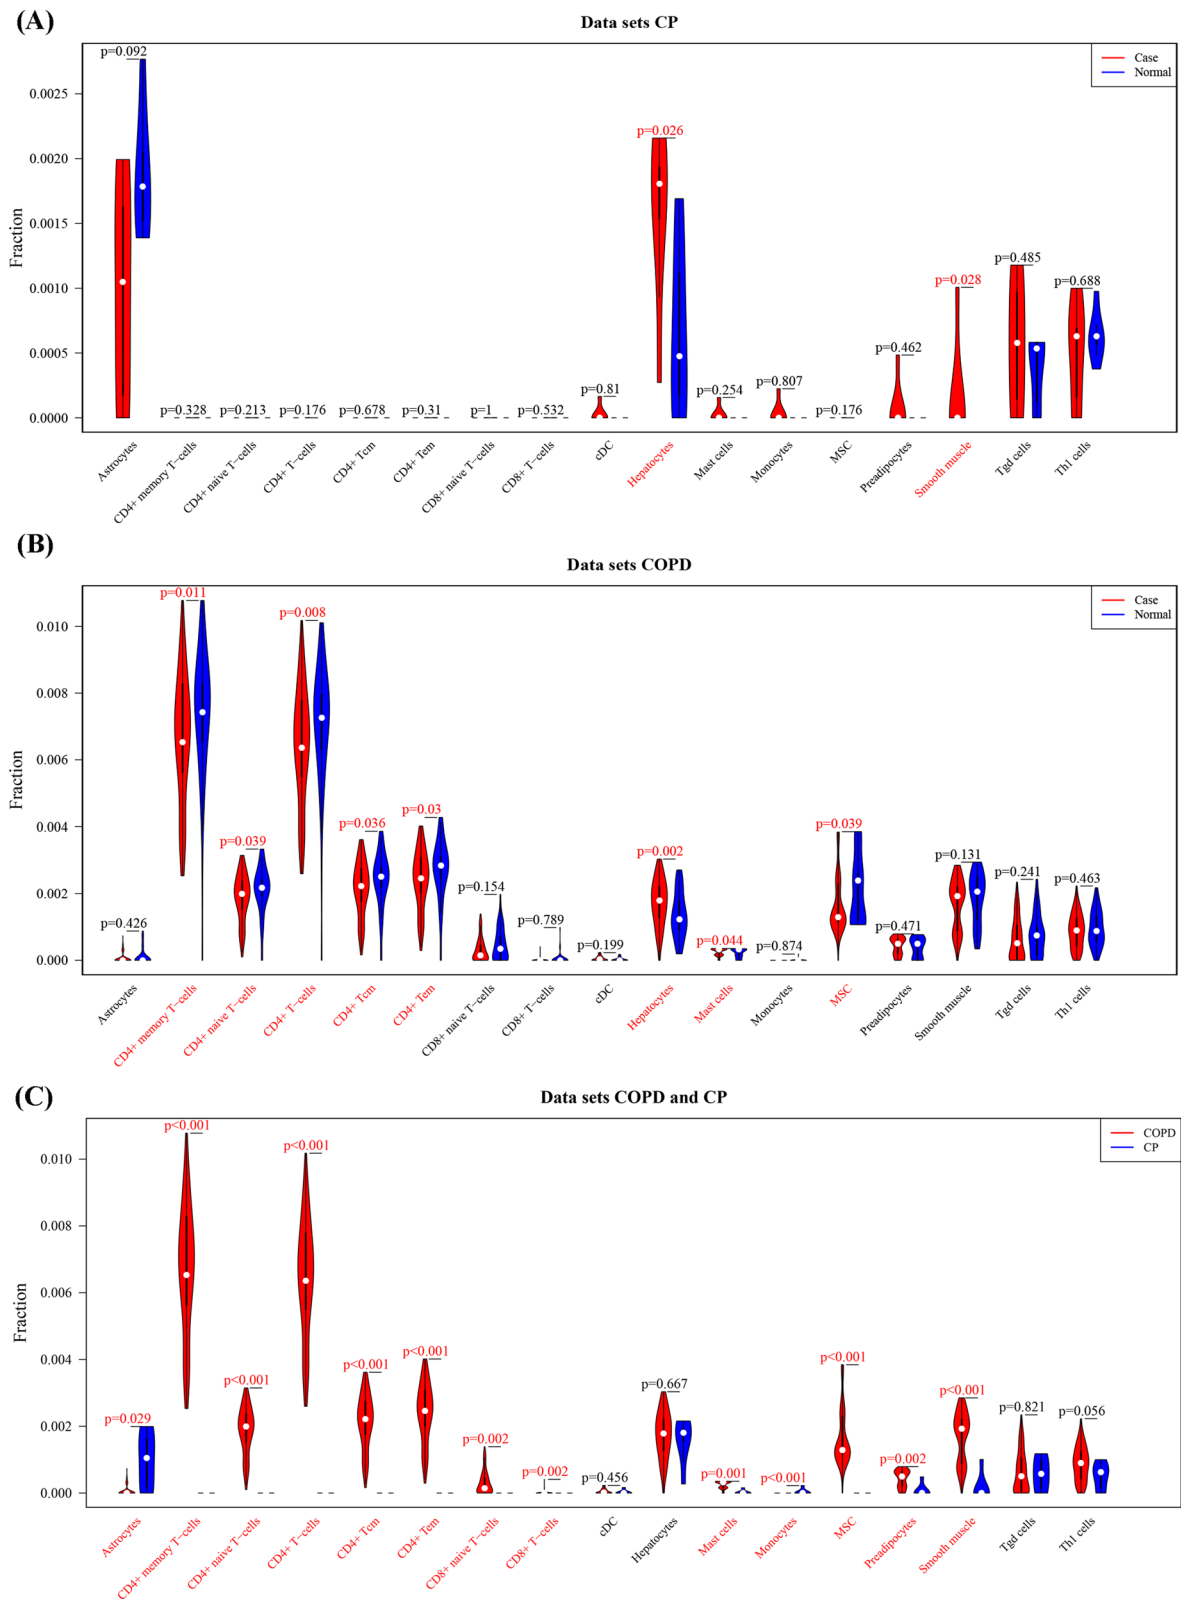 (A)
Data sets CP
Case
Normal
Fraction
0.0025
0.0020
0.0015
0.0010
0.0005
0.0000
p=0.092
p=0.328
p=0.213
p=0.176
p=0.678
p=0.31
p=1
p=0.532
p=0.81
p=0.026
p=0.254
p=0.807
p=0.176
p=0.462
p=0.028
p=0.485
p=0.688
Astrocytes
CD4+ memory T−cells
CD4+ naive T−cells
CD4+ T−cells
CD4+ Tcm
CD4+ Tem
CD8+ naive T−cells
CD8+ T−cells
cDC
Hepatocytes
Mast cells
Monocytes
MSC
Preadipocytes
Smooth muscle
Tgd cells
Th1 cells
(B)
Data sets COPD
Case
Normal
Fraction
0.010
0.008
0.006
0.004
0.002
0.000
p=0.426
p=0.011
p=0.039
p=0.008
p=0.036
p=0.03
p=0.154
p=0.789
p=0.199
p=0.002
p=0.044
p=0.874
p=0.039
p=0.471
p=0.131
p=0.241
p=0.463
Astrocytes
CD4+ memory T−cells
CD4+ naive T−cells
CD4+ T−cells
CD4+ Tcm
CD4+ Tem
CD8+ naive T−cells
CD8+ T−cells
cDC
Hepatocytes
Mast cells
Monocytes
MSC
Preadipocytes
Smooth muscle
Tgd cells
Th1 cells
(C)
Data sets COPD and CP
COPD
CP
Fraction
0.010
0.008
0.006
0.004
0.002
0.000
p=0.029
p<0.001
p<0.001
p<0.001
p<0.001
p<0.001
p=0.002
p=0.002
p=0.456
p=0.667
p=0.001
p<0.001
p<0.001
p=0.002
p<0.001
p=0.821
p=0.056
Astrocytes
CD4+ memory T−cells
CD4+ naive T−cells
CD4+ T−cells
CD4+ Tcm
CD4+ Tem
CD8+ naive T−cells
CD8+ T−cells
cDC
Hepatocytes
Mast cells
Monocytes
MSC
Preadipocytes
Smooth muscle
Tgd cells
Th1 cells